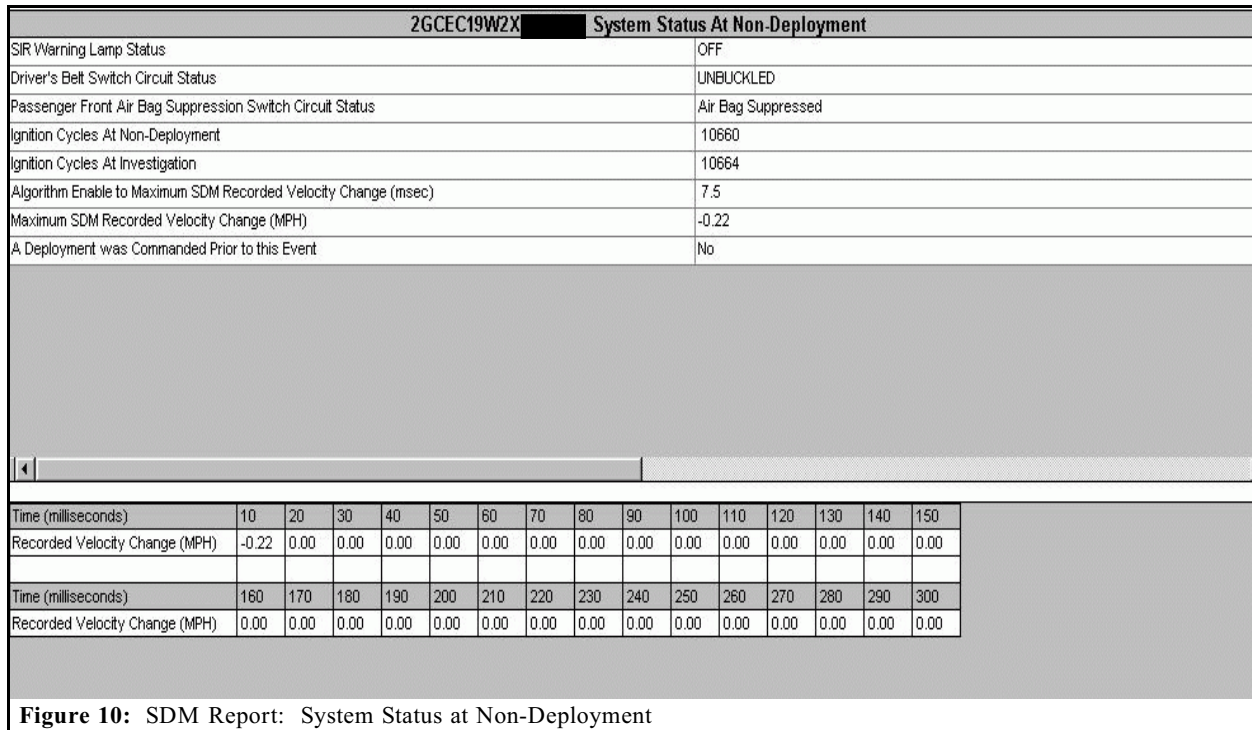 2GCEC19W2X System Status At Non-Deployment
SIR Warning Lamp Status OFF
Driver's Belt Switch Circuit Status UNBUCKLED
Passenger Front Air Bag Suppression Switch Circuit Status Air Bag Suppressed
Ignition Cycles At Non-Deployment 10660
Ignition Cycles At Investigation 10664
Algorithm Enable to Maximum SDM Recorded Velocity Change (msec) 7.5
Maximum SDM Recorded Velocity Change (MPH) -0.22
A Deployment was Commanded Prior to this Event No
Time (milliseconds) 10 20 30 40 50 60 70 80 90 100 110 120 130 140 150
Recorded Velocity Change (MPH) -0.22 0.00 0.00 0.00 0.00 0.00 0.00 0.00 0.00 0.00 0.00 0.00 0.00 0.00 0.00
Time (milliseconds) 160 170 180 190 200 210 220 230 240 250 260 270 280 290 300
Recorded Velocity Change (MPH) 0.00 0.00 0.00 0.00 0.00 0.00 0.00 0.00 0.00 0.00 0.00 0.00 0.00 0.00 0.00
Figure 10: SDM Report: System Status at Non-Deployment